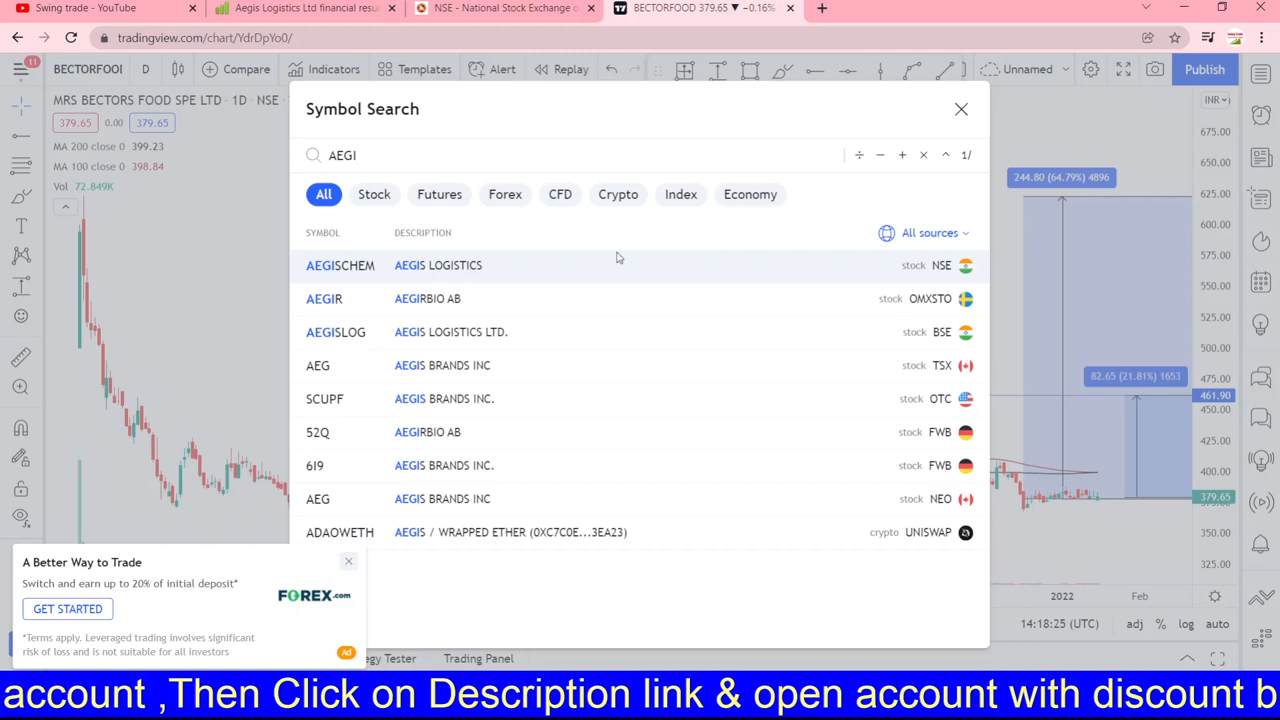 Swing trade - YouTube
Aegis Logistics Ltd financial resul
NSE - National Stock Exchange o
BECTORFOOD 379.65 ▼ −0.16%
tradingview.com/chart/YdrDpYo0/
11
BECTORFOOI
D
Compare
Indicators
Templates
Alert
Replay
Unnamed
Publish
MRS BECTORS FOOD SPE LTD · 1D · NSE
379.65 0.00 379.65
MA 200 close 0 399.23
MA 100 close 0 398.84
Vol 72.849K
Symbol Search
AEGI
÷ − + × 1/
All Stock Futures Forex CFD Crypto Index Economy
SYMBOL DESCRIPTION All sources
AEGISCHEM AEGIS LOGISTICS stock NSE
AEGIR AEGIRBIO AB stock OMXSTO
AEGISLOG AEGIS LOGISTICS LTD. stock BSE
AEG AEGIS BRANDS INC stock TSX
SCUPF AEGIS BRANDS INC. stock OTC
52Q AEGIRBIO AB stock FWB
6I9 AEGIS BRANDS INC. stock FWB
AEG AEGIS BRANDS INC stock NEO
ADAOWETH AEGIS / WRAPPED ETHER (0XC7C0E...3EA23) crypto UNISWAP
INR
675.00
650.00
244.80 (64.79%) 4896
625.00
600.00
575.00
550.00
525.00
500.00
475.00
82.65 (21.81%) 1653
461.90
450.00
425.00
400.00
379.65
350.00
325.00
2022 Feb
14:18:25 (UTC) adj % log auto
A Better Way to Trade
Switch and earn up to 20% of initial deposit*
GET STARTED
FOREX.com
*Terms apply. Leveraged trading involves significant
risk of loss and is not suitable for all investors
Ad
egy Tester Trading Panel
account ,Then Click on Description link & open account with discount b